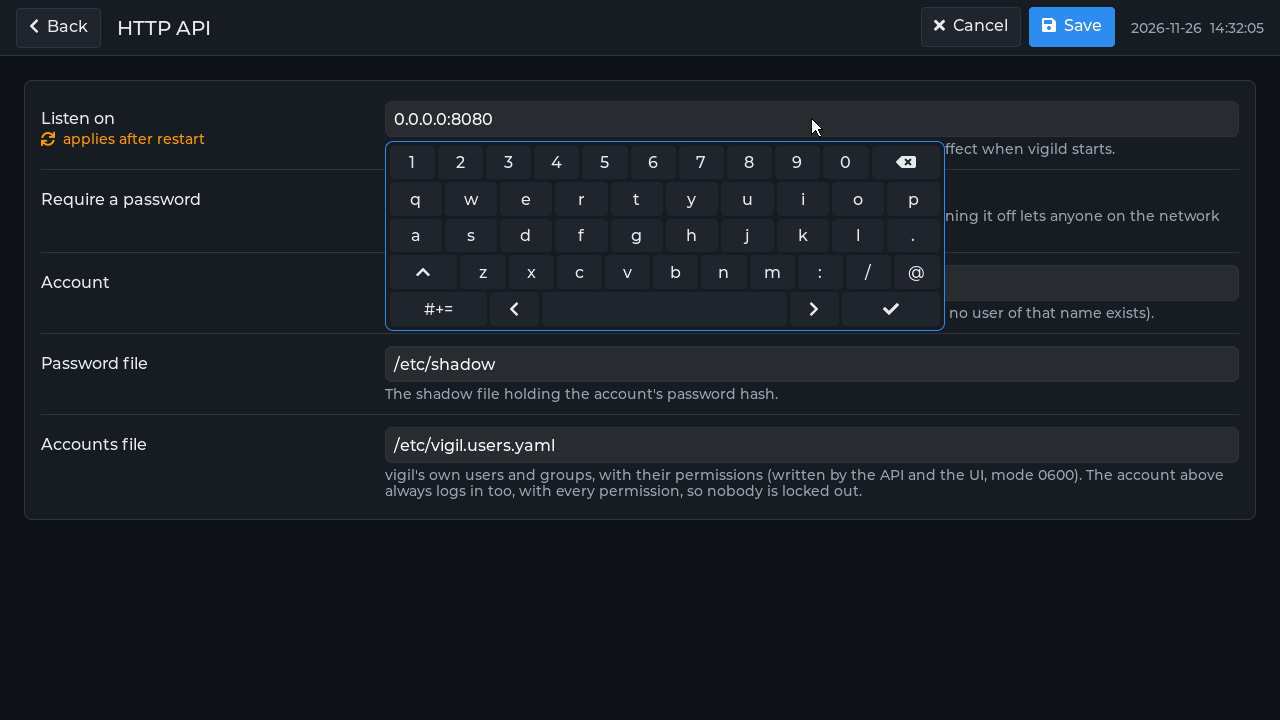 Back
HTTP API
Cancel
Save
2026-11-26 14:32:05
Listen on
applies after restart
0.0.0.0:8080
starts.
when vigild
1 2 3 4 5 6 7 8 9 0
q w e r t y u i o p
Require a password
it off lets anyone on the network
a s d f g h j k l .
z x c v b n m : / @
Account
#+=
no user of that name exists).
Password file
/etc/shadow
The shadow file holding the account's password hash.
Accounts file
/etc/vigil.users.yaml
vigil's own users and groups, with their permissions (written by the API and the UI, mode 0600). The account above
always logs in too, with every permission, so nobody is locked out.